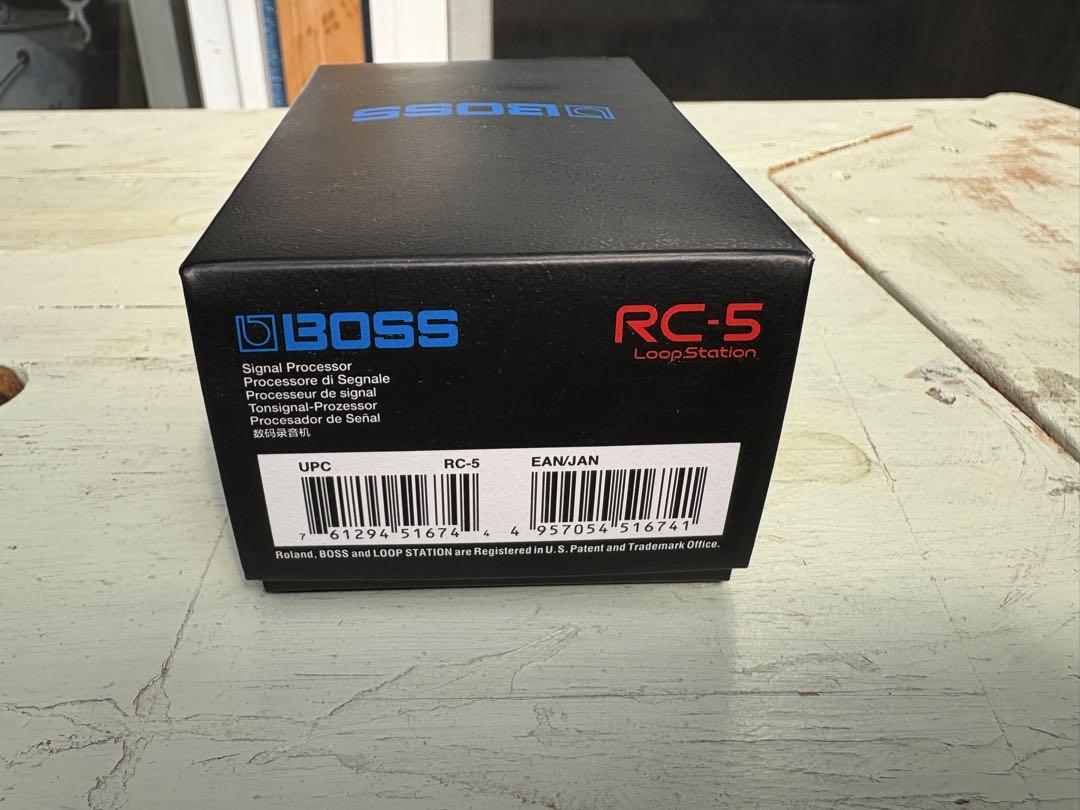 BOSS
BOSS
RC-5
Loop Station
Signal Processor
Processore di Segnale
Processeur de signal
Tonsignal-Prozessor
Procesador de Señal
数码录音机
UPC RC-5 EAN/JAN
7 61294 51674 4 4 957054 516741
Roland, BOSS and LOOP STATION are Registered in U.S. Patent and Trademark Office.